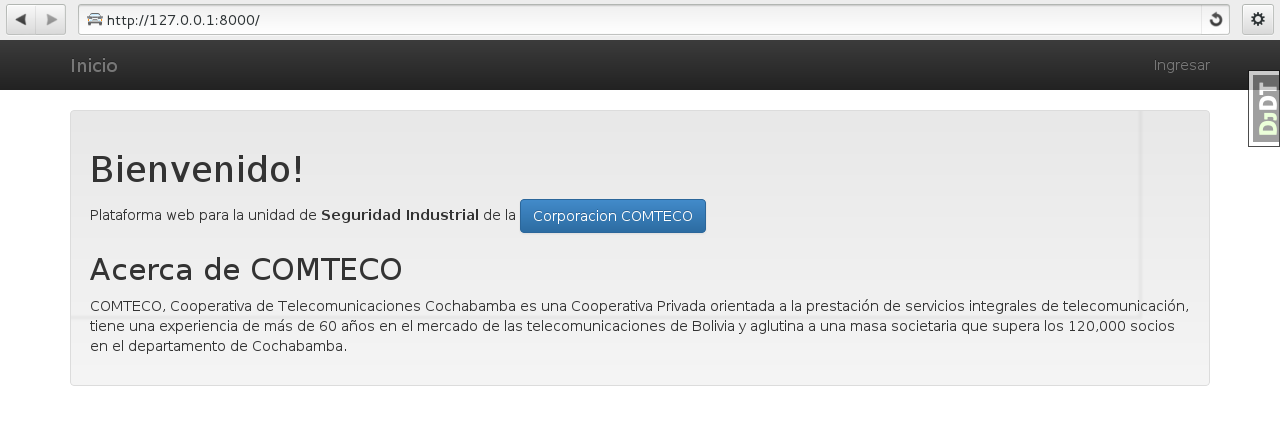 http://127.0.0.1:8000/
Inicio Ingresar
DJDT
Bienvenido!
Plataforma web para la unidad de Seguridad Industrial de la Corporacion COMTECO
Acerca de COMTECO
COMTECO, Cooperativa de Telecomunicaciones Cochabamba es una Cooperativa Privada orientada a la prestación de servicios integrales de telecomunicación,
tiene una experiencia de más de 60 años en el mercado de las telecomunicaciones de Bolivia y aglutina a una masa societaria que supera los 120,000 socios
en el departamento de Cochabamba.